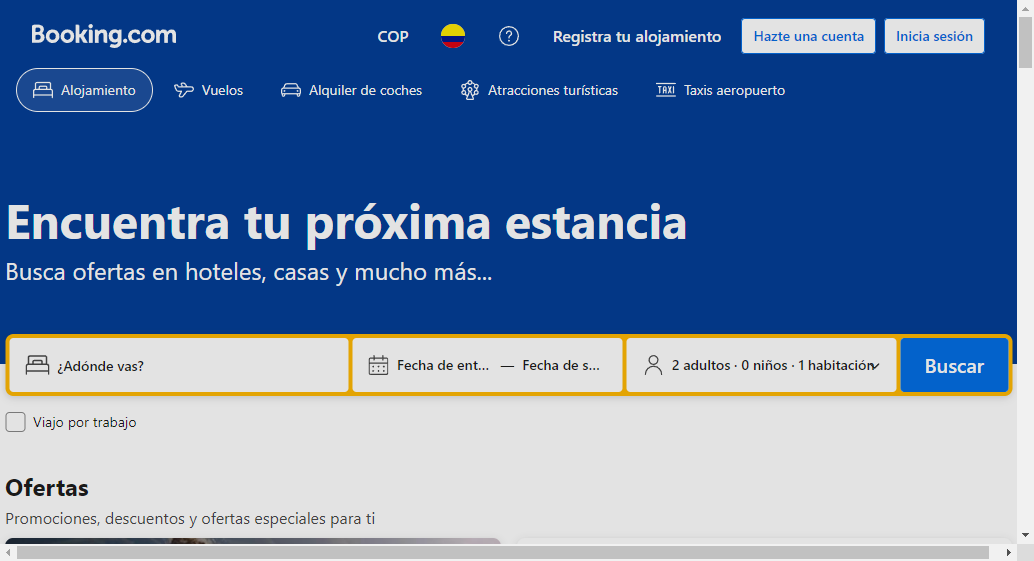 Booking.com
COP
Registra tu alojamiento
Hazte una cuenta
Inicia sesión
Alojamiento
Vuelos
Alquiler de coches
Atracciones turísticas
TAXI
Taxis aeropuerto
Encuentra tu próxima estancia
Busca ofertas en hoteles, casas y mucho más...
¿Adónde vas?
Fecha de ent... — Fecha de s...
2 adultos · 0 niños · 1 habitación
Buscar
Viajo por trabajo
Ofertas
Promociones, descuentos y ofertas especiales para ti